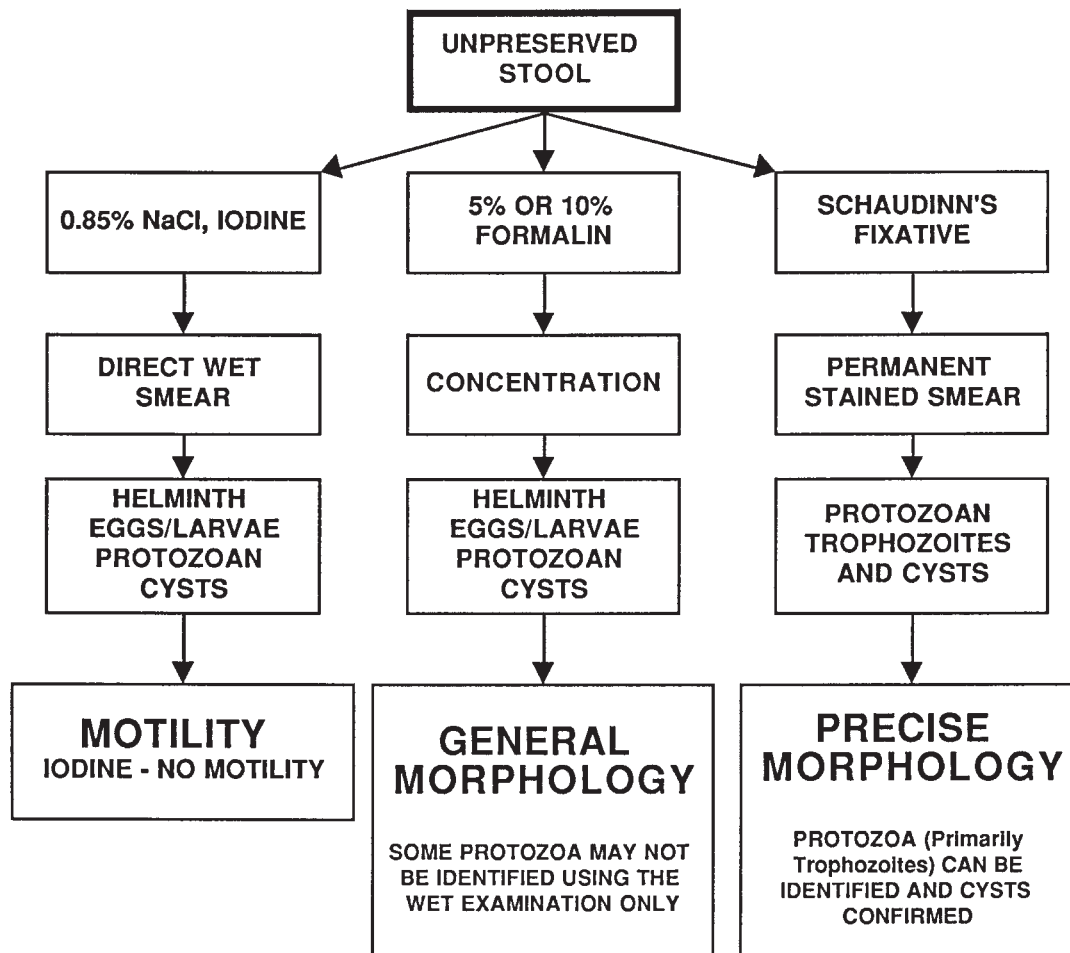 UNPRESERVED
STOOL
0.85% NaCl, IODINE
5% OR 10%
FORMALIN
SCHAUDINN'S
FIXATIVE
DIRECT WET
SMEAR
CONCENTRATION
PERMANENT
STAINED SMEAR
HELMINTH
EGGS/LARVAE
PROTOZOAN
CYSTS
HELMINTH
EGGS/LARVAE
PROTOZOAN
CYSTS
PROTOZOAN
TROPHOZOITES
AND CYSTS
MOTILITY
IODINE - NO MOTILITY
GENERAL
MORPHOLOGY
SOME PROTOZOA MAY NOT
BE IDENTIFIED USING THE
WET EXAMINATION ONLY
PRECISE
MORPHOLOGY
PROTOZOA (Primarily
Trophozoites) CAN BE
IDENTIFIED AND CYSTS
CONFIRMED